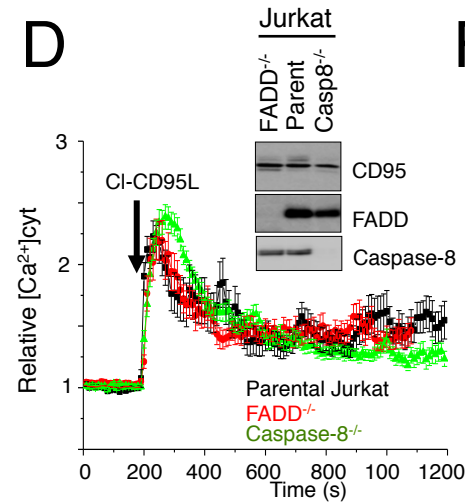 D
Jurkat
FADD-/-
Parent
Casp8-/-
CD95
FADD
Caspase-8
Cl-CD95L
Relative [Ca2+]cyt
3
2
1
0 200 400 600 800 1000 1200
Time (s)
Parental Jurkat
FADD-/-
Caspase-8-/-